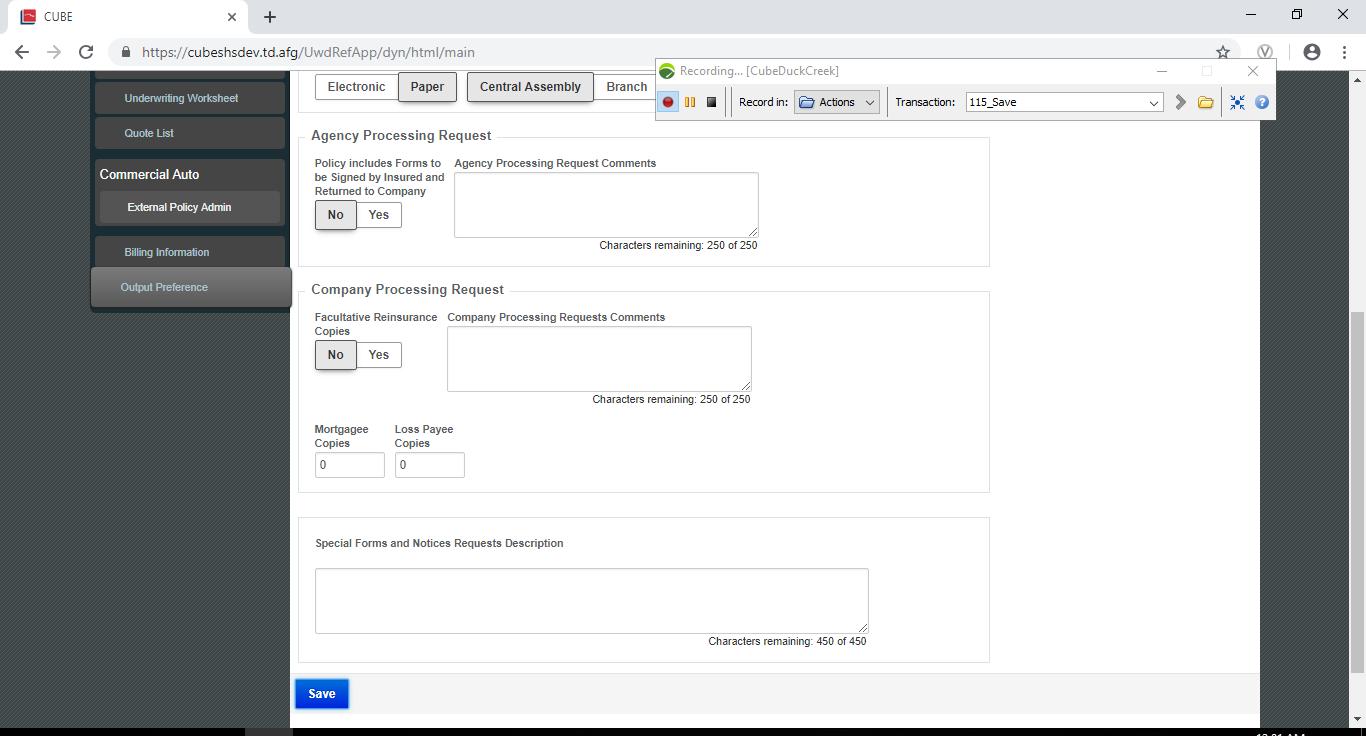 CUBE
https://cubeshsdev.td.afg/UwdRefApp/dyn/html/main
Recording... [CubeDuckCreek]
Record in: Actions Transaction: 115_Save
Underwriting Worksheet
Quote List
Commercial Auto
External Policy Admin
Billing Information
Output Preference
Electronic Paper Central Assembly Branch
Agency Processing Request
Policy includes Forms to
be Signed by Insured and
Returned to Company
No Yes
Agency Processing Request Comments
Characters remaining: 250 of 250
Company Processing Request
Facultative Reinsurance
Copies
No Yes
Company Processing Requests Comments
Characters remaining: 250 of 250
Mortgagee
Copies
0
Loss Payee
Copies
0
Special Forms and Notices Requests Description
Characters remaining: 450 of 450
Save